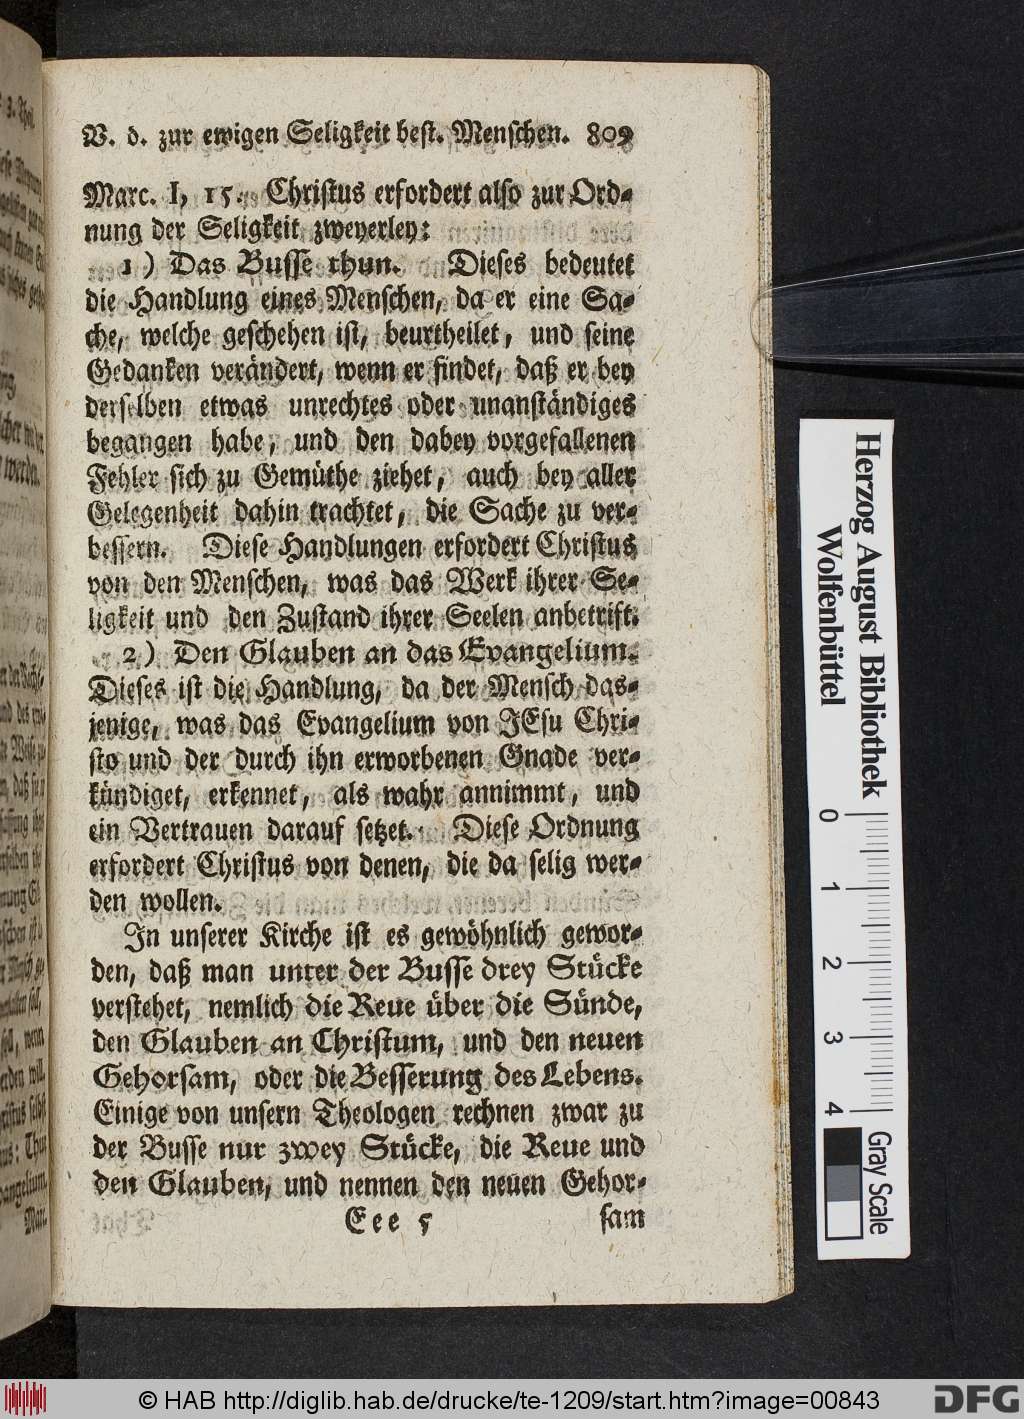 V. d. zur ewigen Seligkeit best. Menschen. 809
Marc. I, 15. Christus erfordert also zur Ord-
nung der Seligkeit zweyerley:
1) Das Busse thun. Dieses bedeutet
die Handlung eines Menschen, da er eine Sa-
che, welche geschehen ist, beurtheilet, und seine
Gedanken verändert, wenn er findet, daß er bey
derselben etwas unrechtes oder unanständiges
begangen habe, und den dabey vorgefallenen
Fehler sich zu Gemüthe ziehet, auch bey aller
Gelegenheit dahin trachtet, die Sache zu ver-
bessern. Diese Handlungen erfordert Christus
von den Menschen, was das Werk ihrer Se-
ligkeit und den Zustand ihrer Seelen anbetrift.
2) Den Glauben an das Evangelium.
Dieses ist die Handlung, da der Mensch das-
jenige, was das Evangelium von JEsu Chri-
sto und der durch ihn erworbenen Gnade ver-
kündiget, erkennet, als wahr annimmt, und
ein Vertrauen darauf setzet. Diese Ordnung
erfordert Christus von denen, die da selig wer-
den wollen.
In unserer Kirche ist es gewöhnlich gewor-
den, daß man unter der Busse drey Stücke
verstehet, nemlich die Reue über die Sünde,
den Glauben an Christum, und den neuen
Gehorsam, oder die Besserung des Lebens.
Einige von unsern Theologen rechnen zwar zu
der Busse nur zwey Stücke, die Reue und
den Glauben, und nennen den neuen Gehor-
Eee 5 sam
Herzog August Bibliothek
Wolfenbüttel
0 1 2 3 4
Gray Scale
© HAB http://diglib.hab.de/drucke/te-1209/start.htm?image=00843
DFG